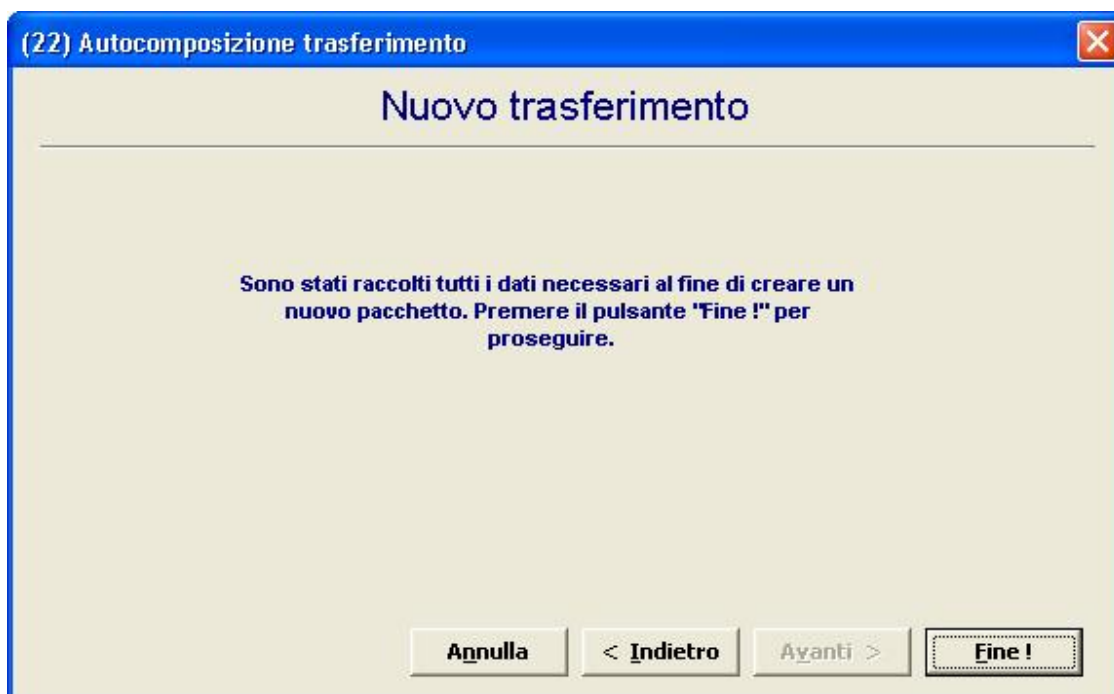 (22) Autocomposizione trasferimento
Nuovo trasferimento
Sono stati raccolti tutti i dati necessari al fine di creare un
nuovo pacchetto. Premere il pulsante "Fine !" per
proseguire.
Annulla < Indietro Avanti > Fine !